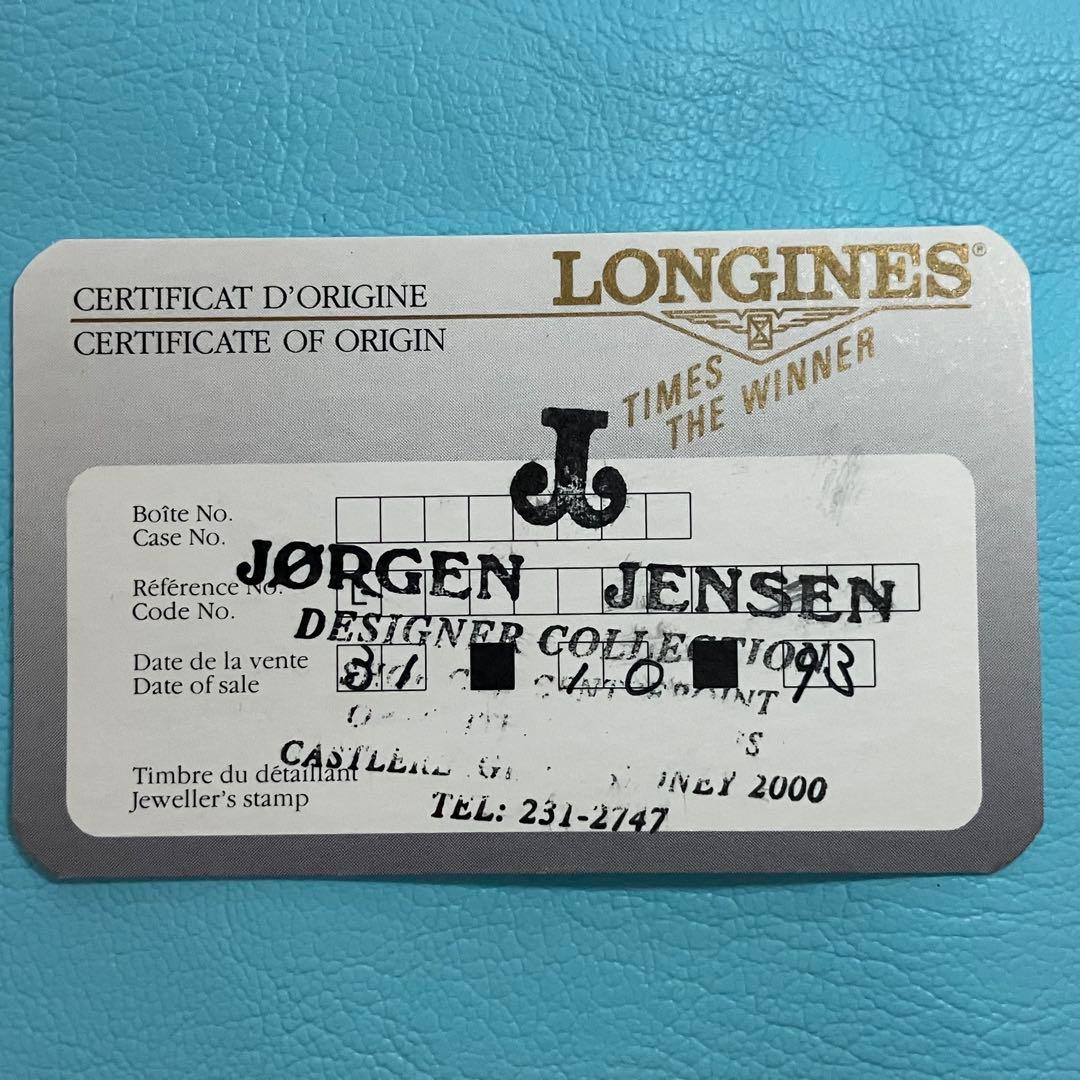 LONGINES®
CERTIFICAT D'ORIGINE
CERTIFICATE OF ORIGIN
TIMES
THE WINNER
J
Boîte No.
Case No.
JØRGEN JENSEN
Référence No.
Code No.
L
DESIGNER COLLECTION
Date de la vente
Date of sale
31 10 93
Timbre du détaillant
Jeweller's stamp
2000
TEL: 231-2747